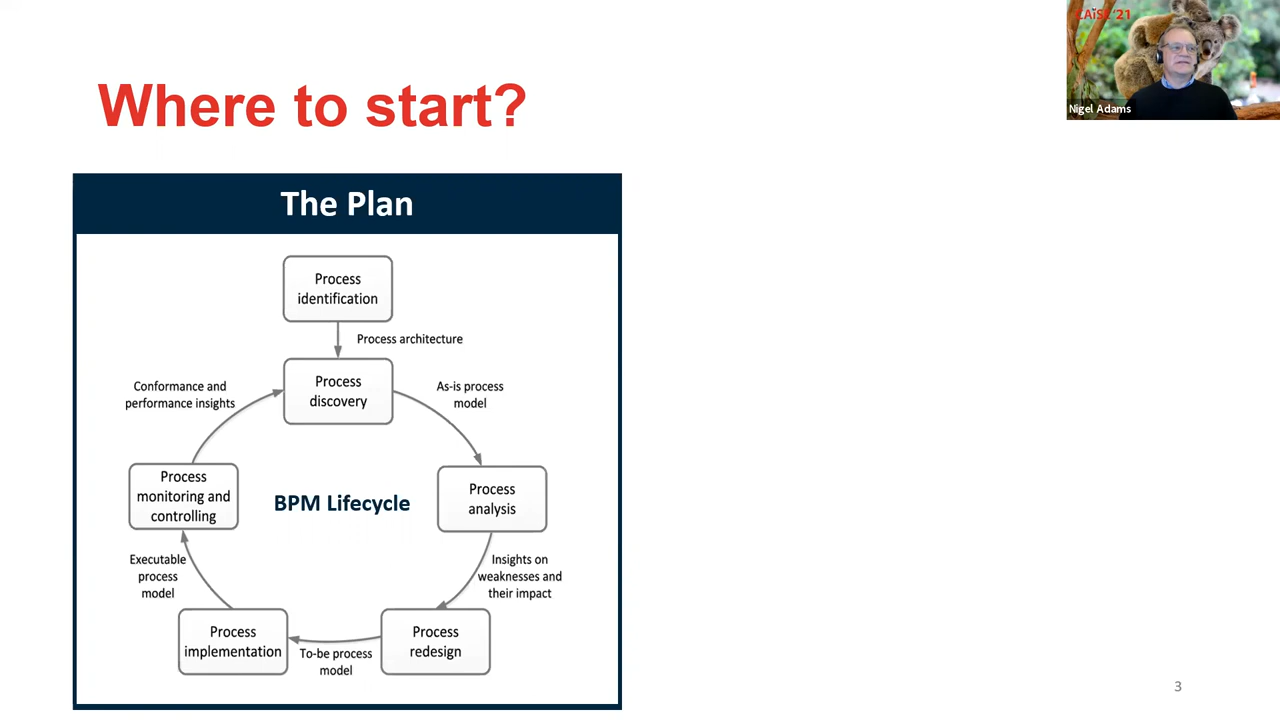 CAiSE'21
Nigel Adams
Where to start?
The Plan
Process
identification
Process architecture
Process
discovery
Conformance and
performance insights
As-is process
model
Process
monitoring and
controlling
BPM Lifecycle
Process
analysis
Executable
process
model
Insights on
weaknesses and
their impact
Process
implementation
To-be process
model
Process
redesign
3